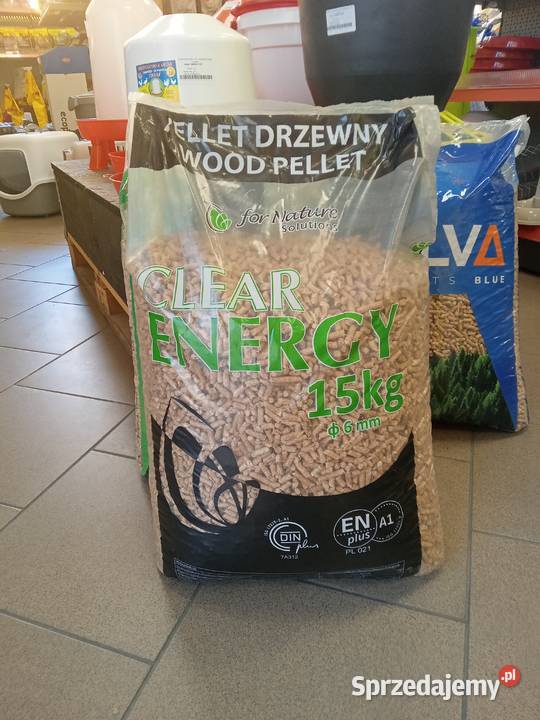 PELLET DRZEWNY
WOOD PELLET
for Nature
Solutions
CLEAR
ENERGY
15kg
ϕ 6 mm
DIN
plus
7A312
EN
plus
A1
PL 021
LVA
TS BLUE
Sprzedajemy.pl